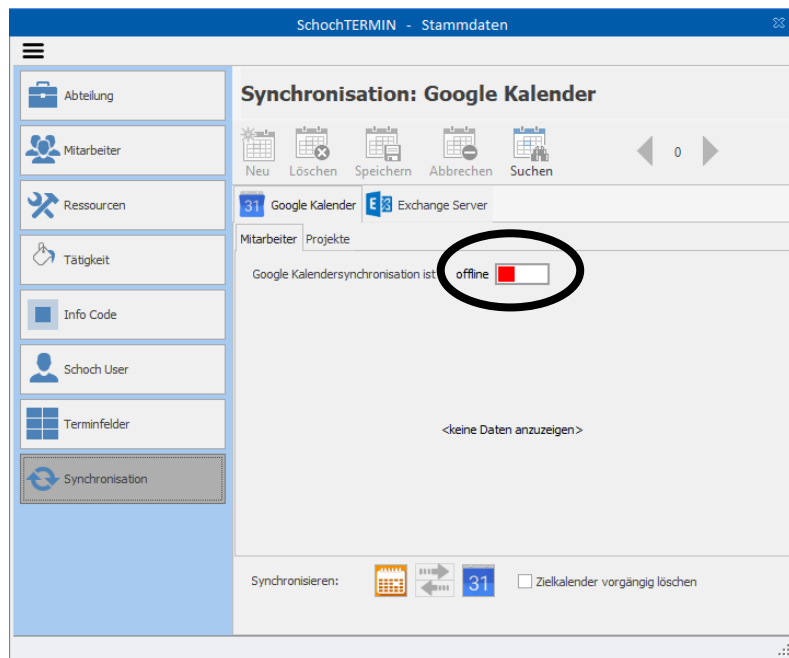 SchochTERMIN - Stammdaten
Abteilung
Mitarbeiter
Ressourcen
Tätigkeit
Info Code
Schoch User
Terminfelder
Synchronisation
Synchronisation: Google Kalender
Neu Löschen Speichern Abbrechen Suchen 0
31 Google Kalender E Exchange Server
Mitarbeiter Projekte
Google Kalendersynchronisation ist offline
<keine Daten anzuzeigen>
Synchronisieren: 31 Zielkalender vorgängig löschen